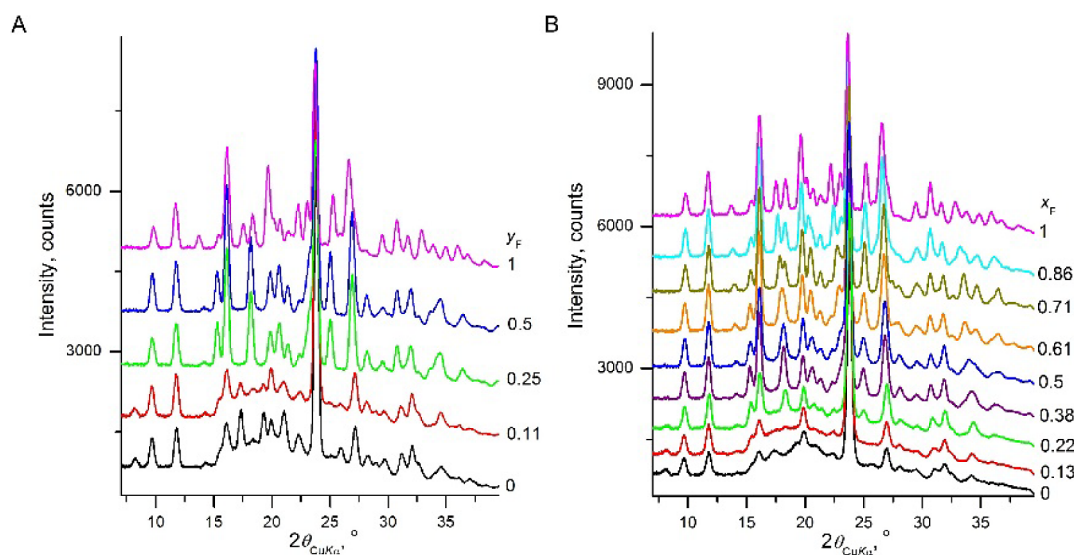 A
Intensity, counts
6000
3000
y_F
1
0.5
0.25
0.11
0
10 15 20 25 30 35
2θ_CuKα, °
B
Intensity, counts
9000
6000
3000
x_F
1
0.86
0.71
0.61
0.5
0.38
0.22
0.13
0
10 15 20 25 30 35
2θ_CuKα, °